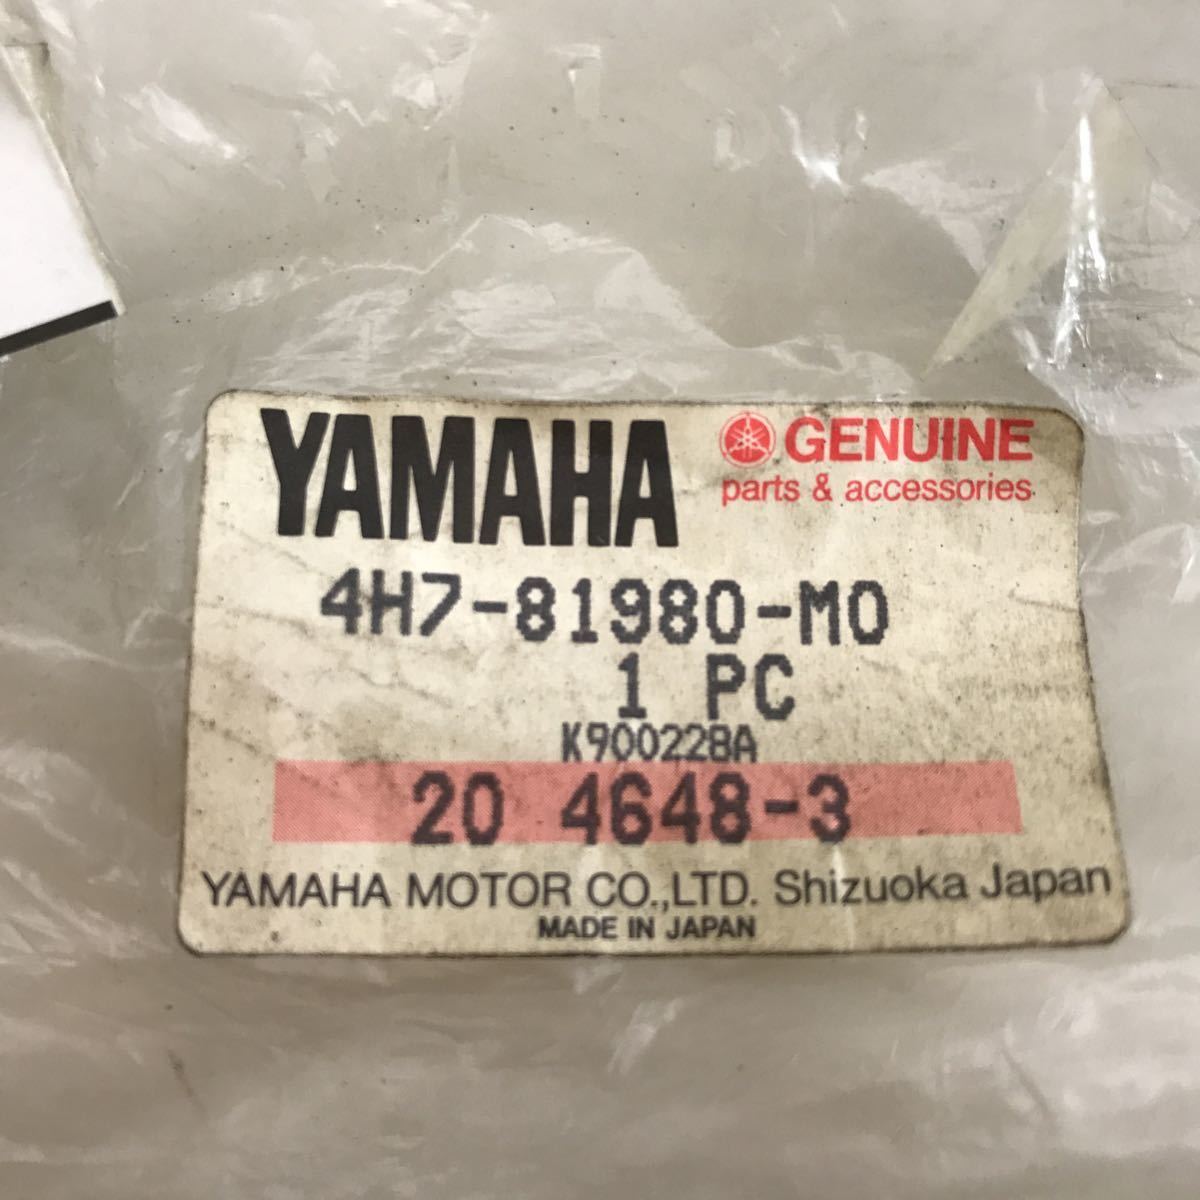 YAMAHA GENUINE
parts & accessories
4H7-81980-M0
1 PC
K900228A
20 4648-3
YAMAHA MOTOR CO.,LTD. Shizuoka Japan
MADE IN JAPAN